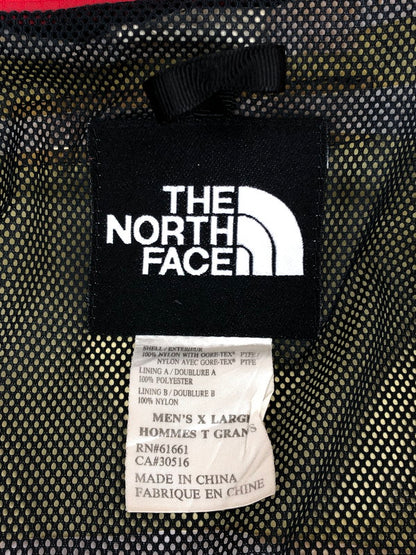 THE
NORTH
FACE
SHELL / EXTERIEUR
100% NYLON WITH GORE-TEX® PTFE /
NYLON AVEC GORE-TEX® PTFE
LINING A / DOUBLURE A
100% POLYESTER
LINING B / DOUBLURE B
100% NYLON
MEN'S X LARGE
HOMMES T GRAN
RN#61661
CA#30516
MADE IN CHINA
FABRIQUE EN CHINE